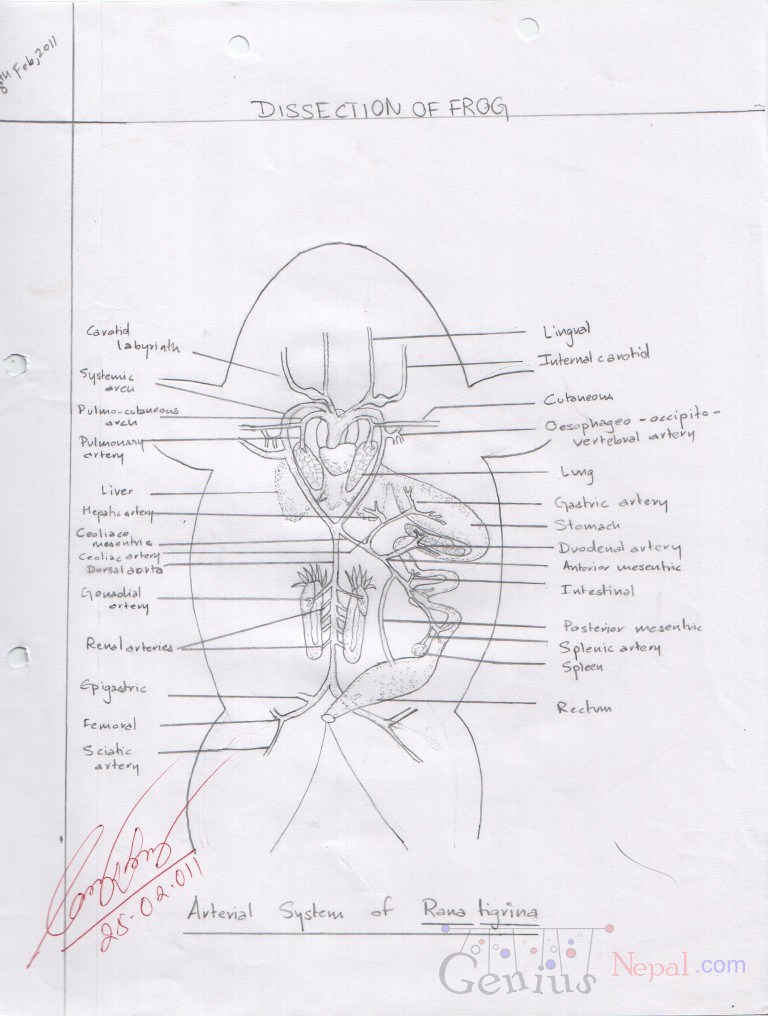 8th Feb, 2011
DISSECTION OF FROG
Carotid
labyrinth
Systemic
arch
Pulmo-cutaneous
arch
Pulmonary
artery
Liver
Hepatic artery
Coeliaco
mesentric
Coeliac artery
Dorsal aorta
Gonadial
artery
Renal arteries
Epigastric
Femoral
Sciatic
artery
Lingual
Internal carotid
Cutaneous
Oesophageo-occipito-
vertebral artery
Lung
Gastric artery
Stomach
Duodenal artery
Anterior mesentric
Intestinal
Posterior mesentric
Splenic artery
Spleen
Rectum
28.02.011
Arterial System of Rana tigrina
Genius Nepal.com